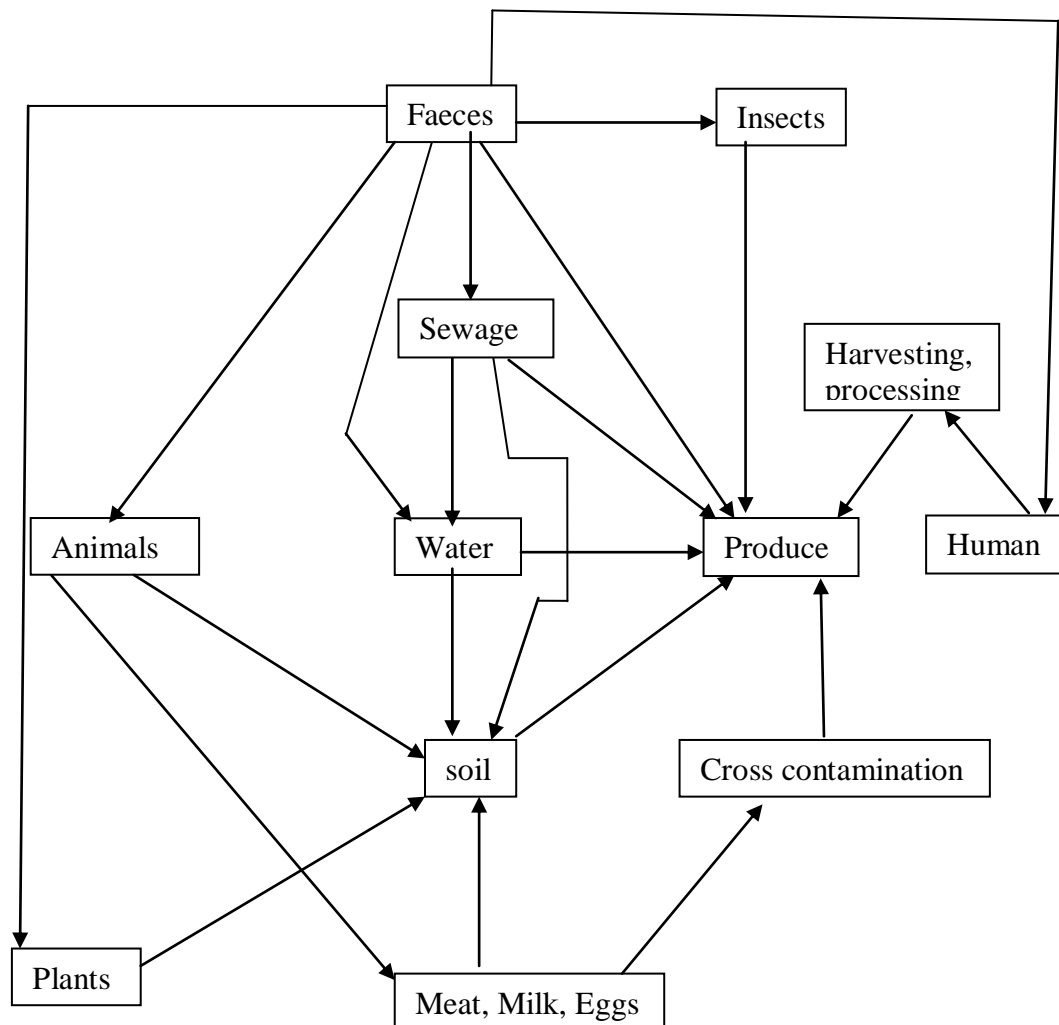 Faeces
Insects
Sewage
Harvesting,
processing
Animals
Water
Produce
Human
soil
Cross contamination
Plants
Meat, Milk, Eggs